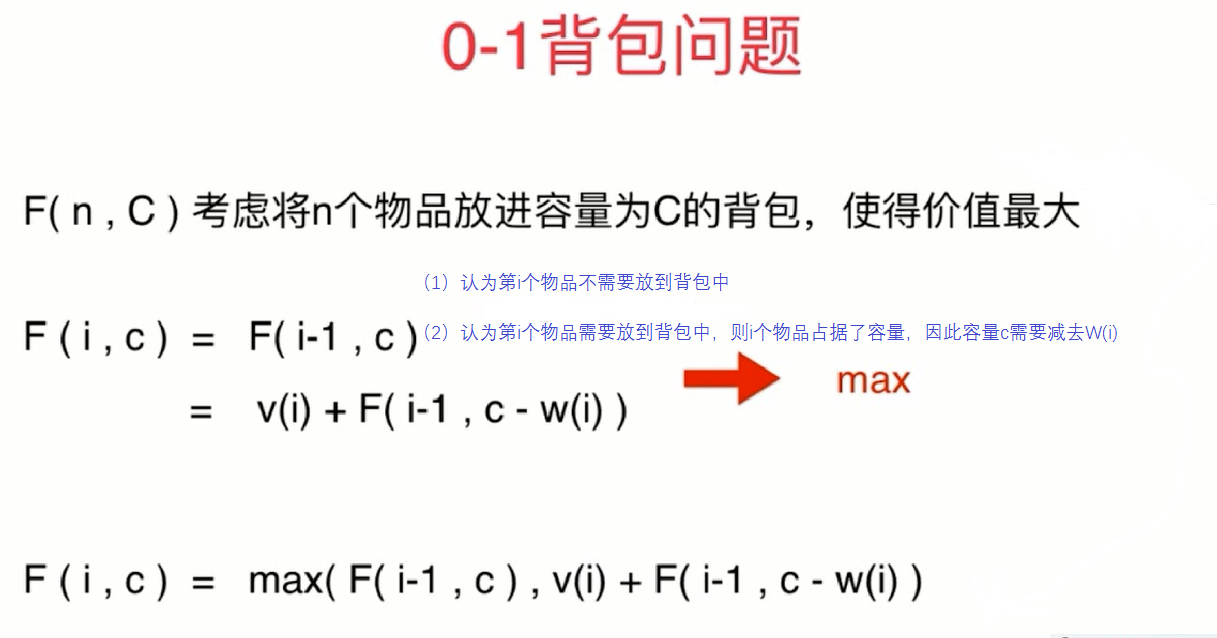 0-1背包问题
F( n , C ) 考虑将n个物品放进容量为C的背包，使得价值最大
（1）认为第i个物品不需要放到背包中
F ( i , c ) = F( i-1 , c )
（2）认为第i个物品需要放到背包中，则i个物品占据了容量，因此容量c需要减去W(i)
max
= v(i) + F( i-1 , c - w(i) )
F ( i , c ) = max( F( i-1 , c ) , v(i) + F( i-1 , c - w(i) )